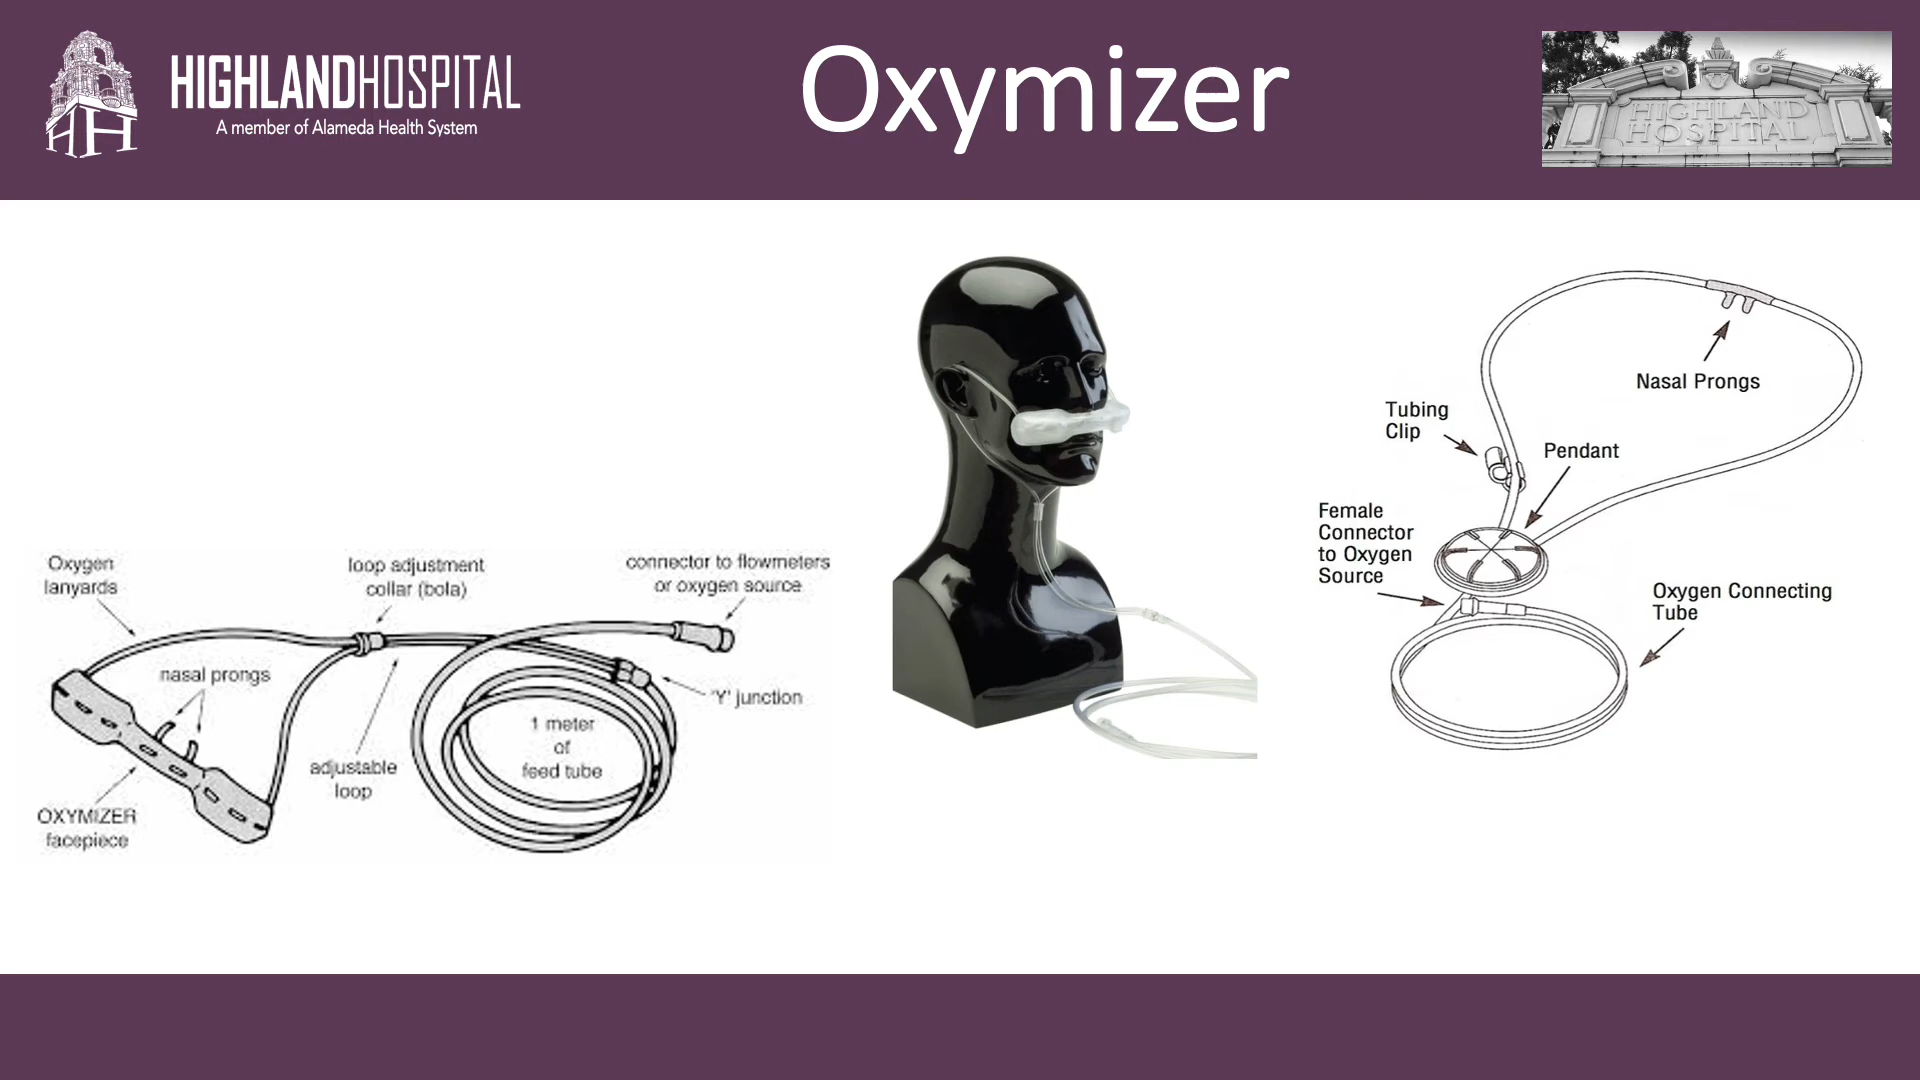 HIGHLANDHOSPITAL
A member of Alameda Health System
Oxymizer
HIGHLAND
HOSPITAL
Oxygen
lanyards
loop adjustment
collar (bola)
connector to flowmeters
or oxygen source
nasal prongs
'Y' junction
1 meter
of
feed tube
adjustable
loop
OXYMIZER
facepiece
Nasal Prongs
Tubing
Clip
Pendant
Female
Connector
to Oxygen
Source
Oxygen Connecting
Tube